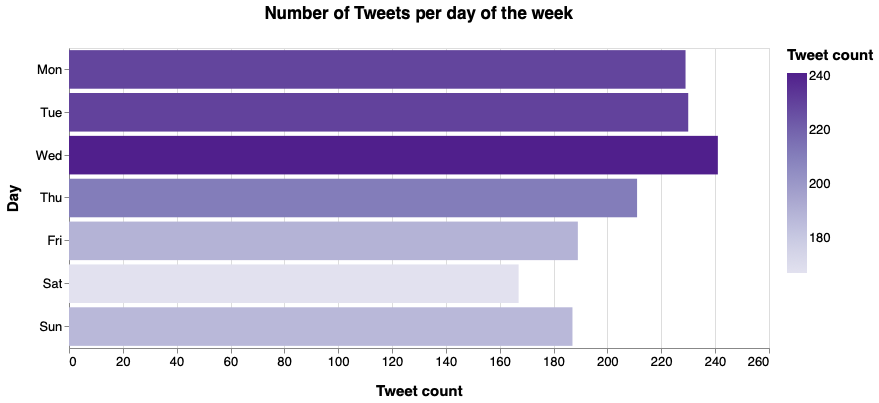 Number of Tweets per day of the week
Tweet count
Mon
Tue
Wed
Thu
Fri
Sat
Sun
Day
240
220
200
180
0 20 40 60 80 100 120 140 160 180 200 220 240 260
Tweet count